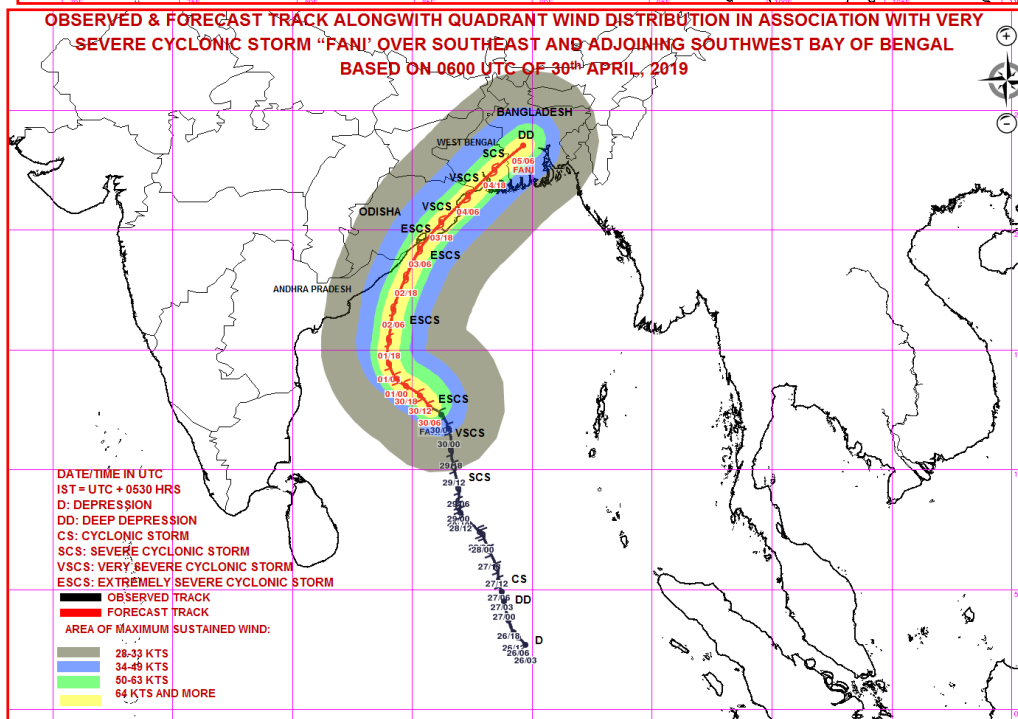 OBSERVED & FORECAST TRACK ALONGWITH QUADRANT WIND DISTRIBUTION IN ASSOCIATION WITH VERY
SEVERE CYCLONIC STORM “FANI’ OVER SOUTHEAST AND ADJOINING SOUTHWEST BAY OF BENGAL
BASED ON 0600 UTC OF 30th APRIL, 2019
BANGLADESH
DD
WEST BENGAL
SCS
05/06
FANI
VSCS
04/18
VSCS
04/06
ODISHA
ESCS
03/18
ESCS
03/06
ANDHRA PRADESH
02/18
ESCS
02/06
01/18
01/00
30/18
ESCS
30/12
30/06
VSCS
30/00
29/18
SCS
29/12
29/06
29/00
28/12
28/00
27/12
CS
27/06
DD
27/03
27/00
26/18
D
26/06
26/03
DATE/TIME IN UTC
IST = UTC + 0530 HRS
D: DEPRESSION
DD: DEEP DEPRESSION
CS: CYCLONIC STORM
SCS: SEVERE CYCLONIC STORM
VSCS: VERY SEVERE CYCLONIC STORM
ESCS: EXTREMELY SEVERE CYCLONIC STORM
OBSERVED TRACK
FORECAST TRACK
AREA OF MAXIMUM SUSTAINED WIND:
28-33 KTS
34-49 KTS
50-63 KTS
64 KTS AND MORE